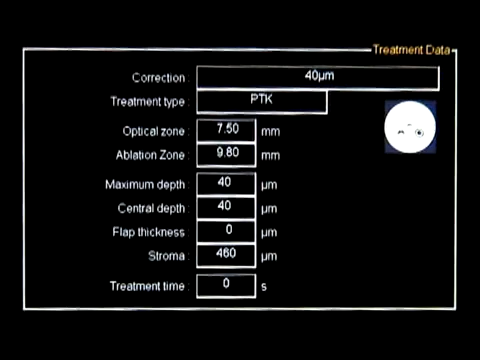 Treatment Data
Correction : 40µm
Treatment type : PTK
Optical zone : 7.50 mm
Ablation Zone : 9.80 mm
Maximum depth : 40 µm
Central depth : 40 µm
Flap thickness : 0 µm
Stroma : 460 µm
Treatment time : 0 s